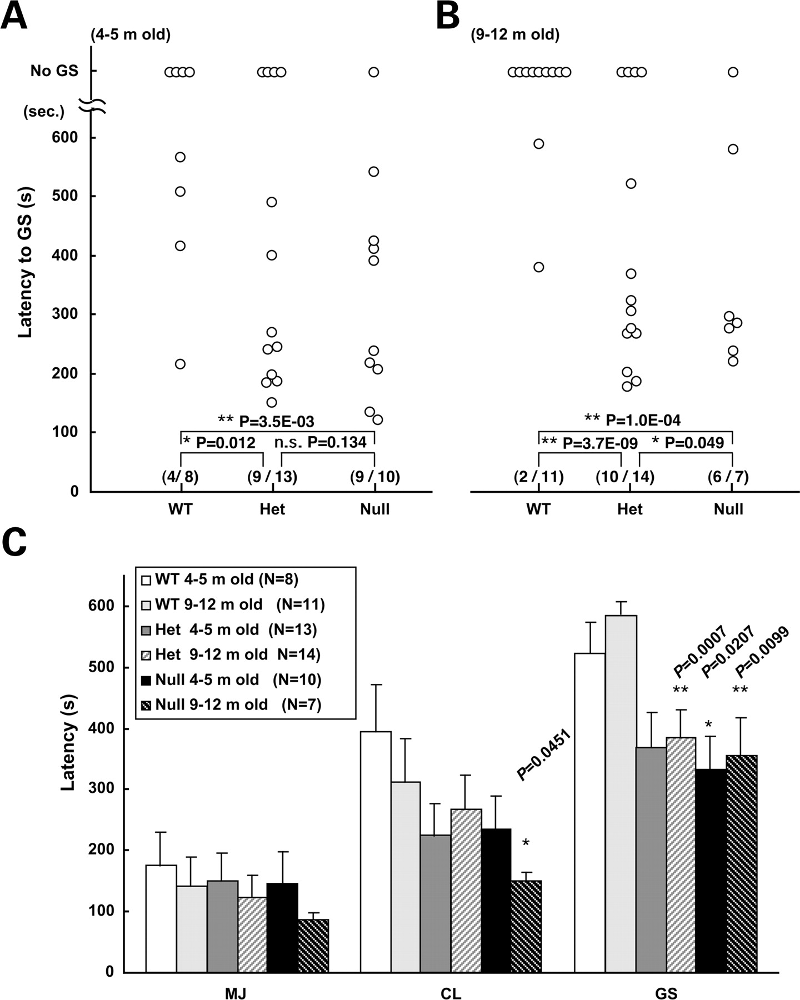 A
B
(4-5 m old)
(9-12 m old)
No GS
(sec.)
600
500
400
300
200
100
0
Latency to GS (s)
** P=3.5E-03
* P=0.012
n.s. P=0.134
(4/ 8)
(9 / 13)
(9 / 10)
WT
Het
Null
** P=1.0E-04
** P=3.7E-09
* P=0.049
(2 / 11)
(10 / 14)
(6 / 7)
WT
Het
Null
C
WT 4-5 m old (N=8)
WT 9-12 m old (N=11)
Het 4-5 m old (N=13)
Het 9-12 m old N=14)
Null 4-5 m old (N=10)
Null 9-12 m old (N=7)
600
500
400
300
200
100
0
Latency (s)
*
P=0.0451
P=0.0007
P=0.0207
P=0.0099
**
*
**
MJ
CL
GS